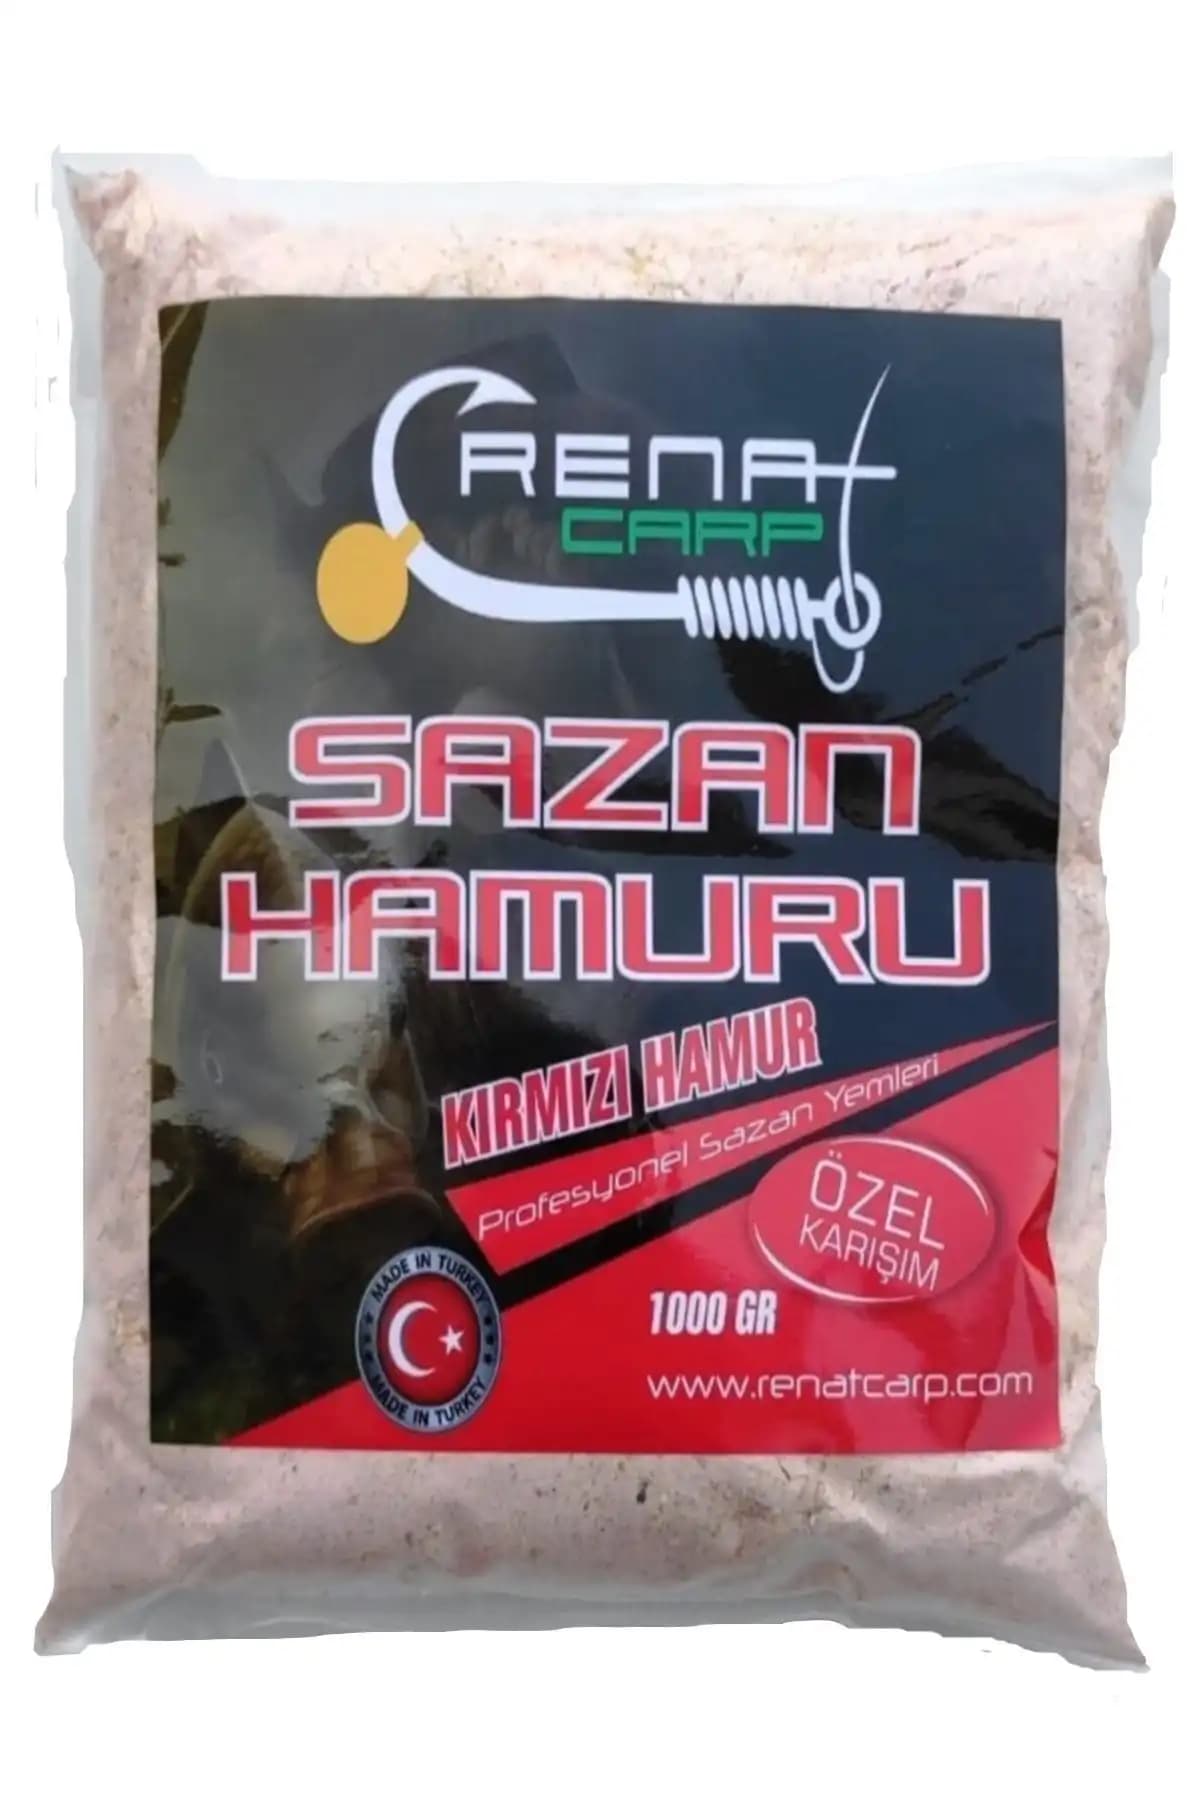 RENAT
CARP
SAZAN
HAMURU
KIRMIZI HAMUR
Profesyonel Sazan Yemleri
ÖZEL
KARIŞIM
MADE IN TURKEY
MADE IN TURKEY
1000 GR
www.renatcarp.com